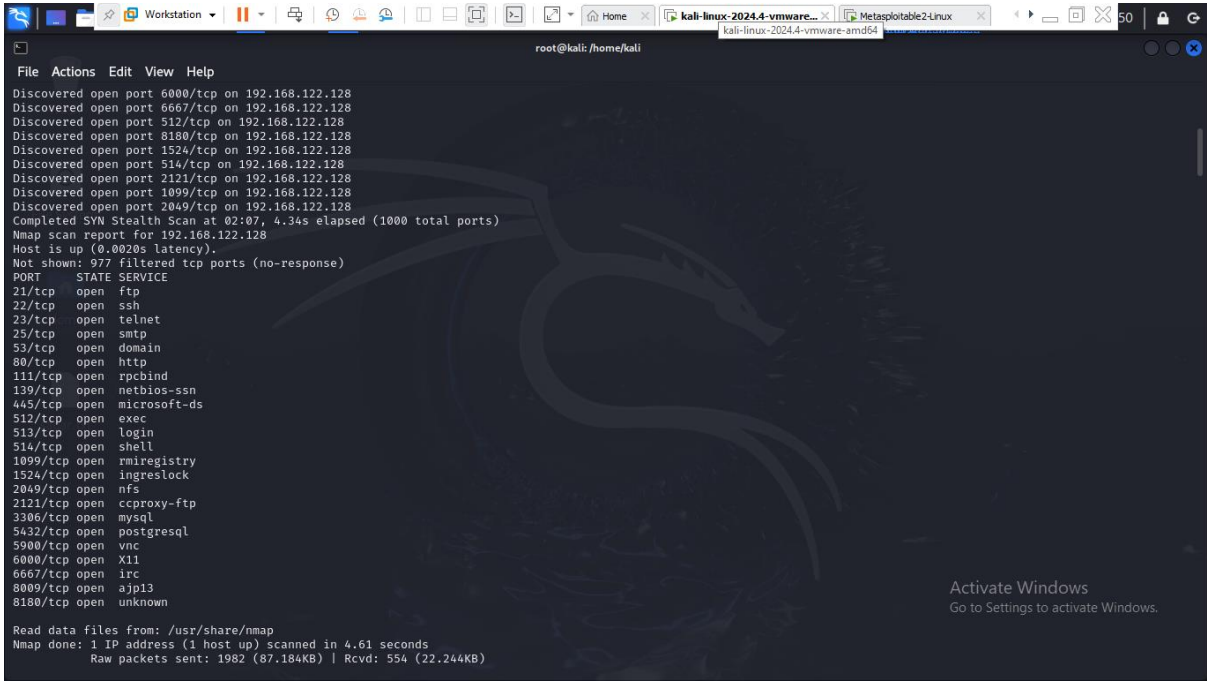 Workstation
Home
kali-linux-2024.4-vmware...
Metasploitable2-Linux
50
kali-linux-2024.4-vmware-amd64
root@kali: /home/kali
File Actions Edit View Help
Discovered open port 6000/tcp on 192.168.122.128
Discovered open port 6667/tcp on 192.168.122.128
Discovered open port 512/tcp on 192.168.122.128
Discovered open port 8180/tcp on 192.168.122.128
Discovered open port 1524/tcp on 192.168.122.128
Discovered open port 514/tcp on 192.168.122.128
Discovered open port 2121/tcp on 192.168.122.128
Discovered open port 1099/tcp on 192.168.122.128
Discovered open port 2049/tcp on 192.168.122.128
Completed SYN Stealth Scan at 02:07, 4.34s elapsed (1000 total ports)
Nmap scan report for 192.168.122.128
Host is up (0.0020s latency).
Not shown: 977 filtered tcp ports (no-response)
PORT STATE SERVICE
21/tcp open ftp
22/tcp open ssh
23/tcp open telnet
25/tcp open smtp
53/tcp open domain
80/tcp open http
111/tcp open rpcbind
139/tcp open netbios-ssn
445/tcp open microsoft-ds
512/tcp open exec
513/tcp open login
514/tcp open shell
1099/tcp open rmiregistry
1524/tcp open ingreslock
2049/tcp open nfs
2121/tcp open ccproxy-ftp
3306/tcp open mysql
5432/tcp open postgresql
5900/tcp open vnc
6000/tcp open X11
6667/tcp open irc
8009/tcp open ajp13
8180/tcp open unknown
Read data files from: /usr/share/nmap
Nmap done: 1 IP address (1 host up) scanned in 4.61 seconds
Raw packets sent: 1982 (87.184KB) | Rcvd: 554 (22.244KB)
Activate Windows
Go to Settings to activate Windows.